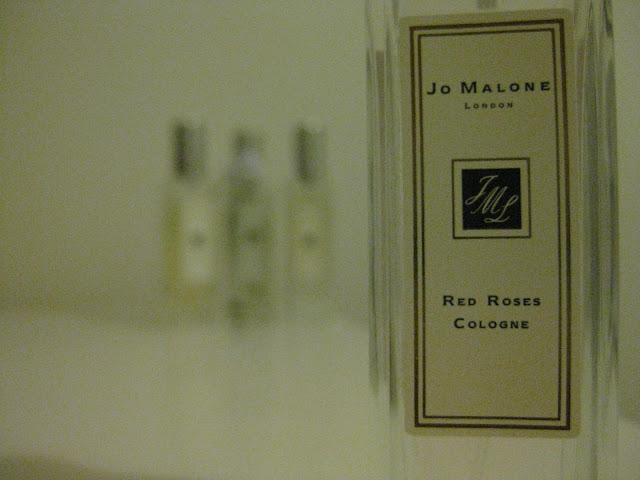 Jo Malone
London
JML
Red Roses
Cologne